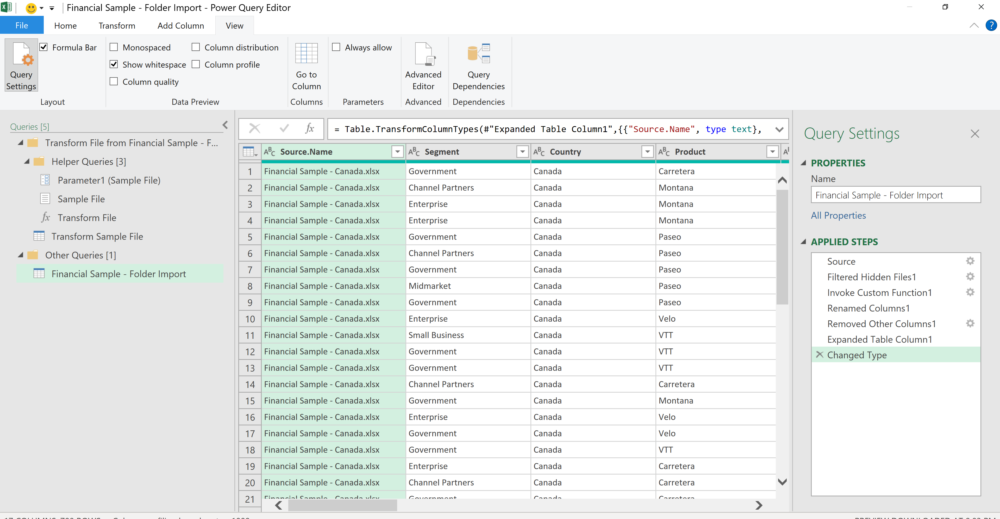 Financial Sample - Folder Import - Power Query Editor
File Home Transform Add Column View
Formula Bar
Query Settings
Layout
Monospaced
Show whitespace
Column quality
Column distribution
Column profile
Data Preview
Go to Column
Columns
Always allow
Parameters
Advanced Editor
Advanced
Query Dependencies
Dependencies
Queries [5]
Transform File from Financial Sample - F...
Helper Queries [3]
Parameter1 (Sample File)
Sample File
fx Transform File
Transform Sample File
Other Queries [1]
Financial Sample - Folder Import
fx = Table.TransformColumnTypes(#"Expanded Table Column1",{{"Source.Name", type text},
ABC Source.Name ABC Segment ABC Country ABC Product
1 Financial Sample - Canada.xlsx Government Canada Carretera
2 Financial Sample - Canada.xlsx Channel Partners Canada Montana
3 Financial Sample - Canada.xlsx Enterprise Canada Montana
4 Financial Sample - Canada.xlsx Enterprise Canada Montana
5 Financial Sample - Canada.xlsx Government Canada Paseo
6 Financial Sample - Canada.xlsx Channel Partners Canada Paseo
7 Financial Sample - Canada.xlsx Government Canada Paseo
8 Financial Sample - Canada.xlsx Midmarket Canada Paseo
9 Financial Sample - Canada.xlsx Government Canada Paseo
10 Financial Sample - Canada.xlsx Enterprise Canada Velo
11 Financial Sample - Canada.xlsx Small Business Canada VTT
12 Financial Sample - Canada.xlsx Government Canada VTT
13 Financial Sample - Canada.xlsx Government Canada VTT
14 Financial Sample - Canada.xlsx Channel Partners Canada Carretera
15 Financial Sample - Canada.xlsx Government Canada Montana
16 Financial Sample - Canada.xlsx Enterprise Canada Velo
17 Financial Sample - Canada.xlsx Government Canada Velo
18 Financial Sample - Canada.xlsx Government Canada VTT
19 Financial Sample - Canada.xlsx Enterprise Canada Carretera
20 Financial Sample - Canada.xlsx Channel Partners Canada Carretera
21 Financial Sample - Canada.xlsx Government Canada Carretera
Query Settings
PROPERTIES
Name
Financial Sample - Folder Import
All Properties
APPLIED STEPS
Source
Filtered Hidden Files1
Invoke Custom Function1
Renamed Columns1
Removed Other Columns1
Expanded Table Column1
Changed Type